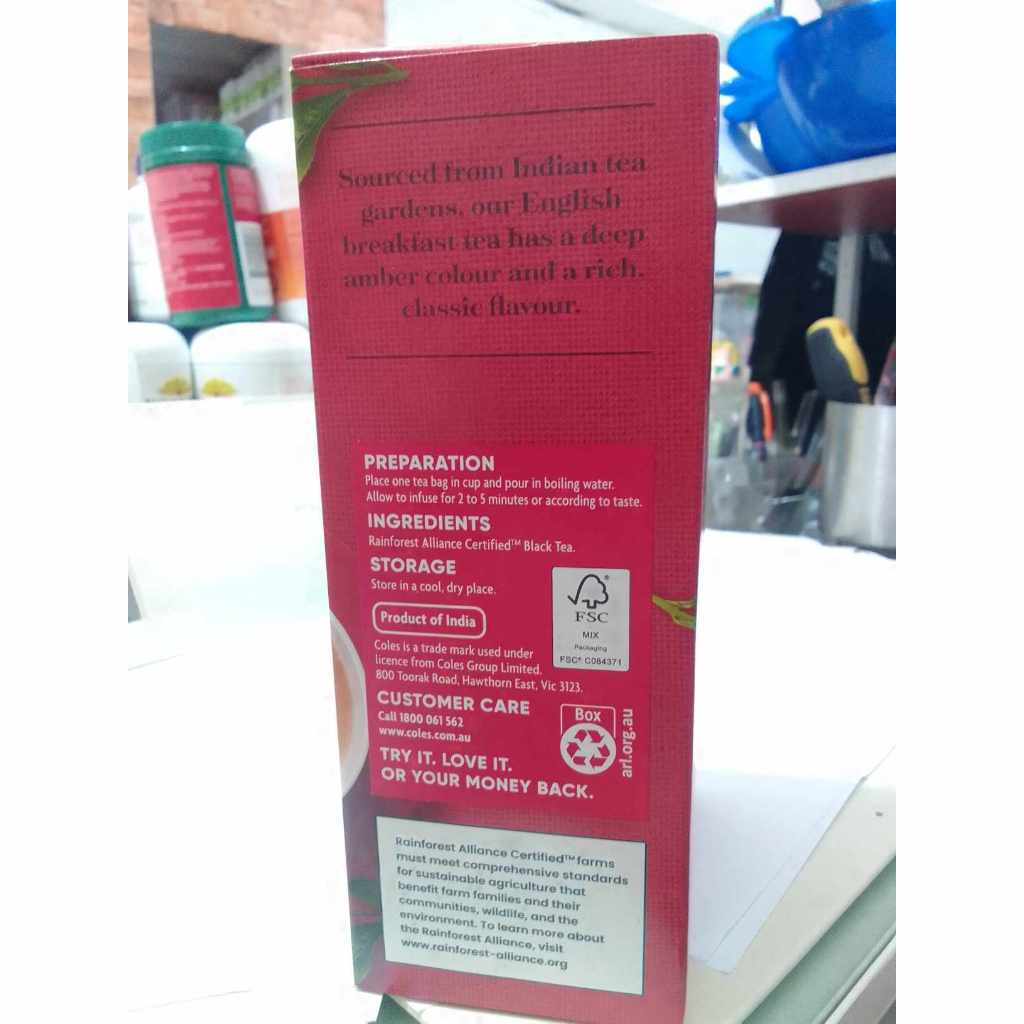 Sourced from Indian tea
gardens, our English
breakfast tea has a deep
amber colour and a rich,
classic flavour.
PREPARATION
Place one tea bag in cup and pour in boiling water.
Allow to infuse for 2 to 5 minutes or according to taste.
INGREDIENTS
Rainforest Alliance Certified™ Black Tea.
STORAGE
Store in a cool, dry place.
Product of India
Coles is a trade mark used under
licence from Coles Group Limited.
800 Toorak Road, Hawthorn East, Vic 3123.
®
FSC
MIX
Packaging
FSC® C084371
CUSTOMER CARE
Call 1800 061 562
www.coles.com.au
TRY IT. LOVE IT.
OR YOUR MONEY BACK.
Box
arl.org.au
Rainforest Alliance Certified™ farms
must meet comprehensive standards
for sustainable agriculture that
benefit farm families and their
communities, wildlife, and the
environment. To learn more about
the Rainforest Alliance, visit
www.rainforest-alliance.org